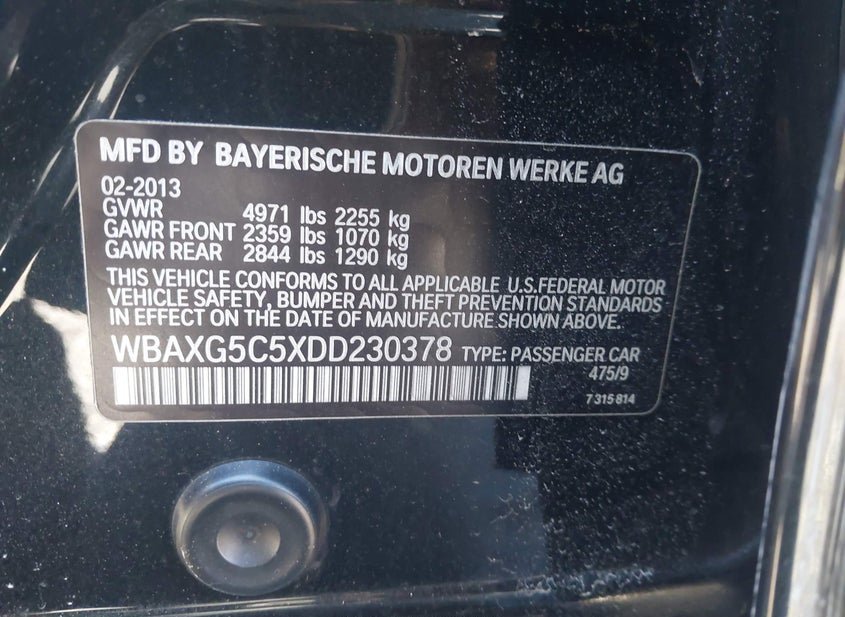 MFD BY BAYERISCHE MOTOREN WERKE AG
02-2013
GVWR 4971 lbs 2255 kg
GAWR FRONT 2359 lbs 1070 kg
GAWR REAR 2844 lbs 1290 kg
THIS VEHICLE CONFORMS TO ALL APPLICABLE U.S.FEDERAL MOTOR
VEHICLE SAFETY, BUMPER AND THEFT PREVENTION STANDARDS
IN EFFECT ON THE DATE OF MANUFACTURE SHOWN ABOVE.
WBAXG5C5XDD230378 TYPE: PASSENGER CAR
475/9
7 315 814